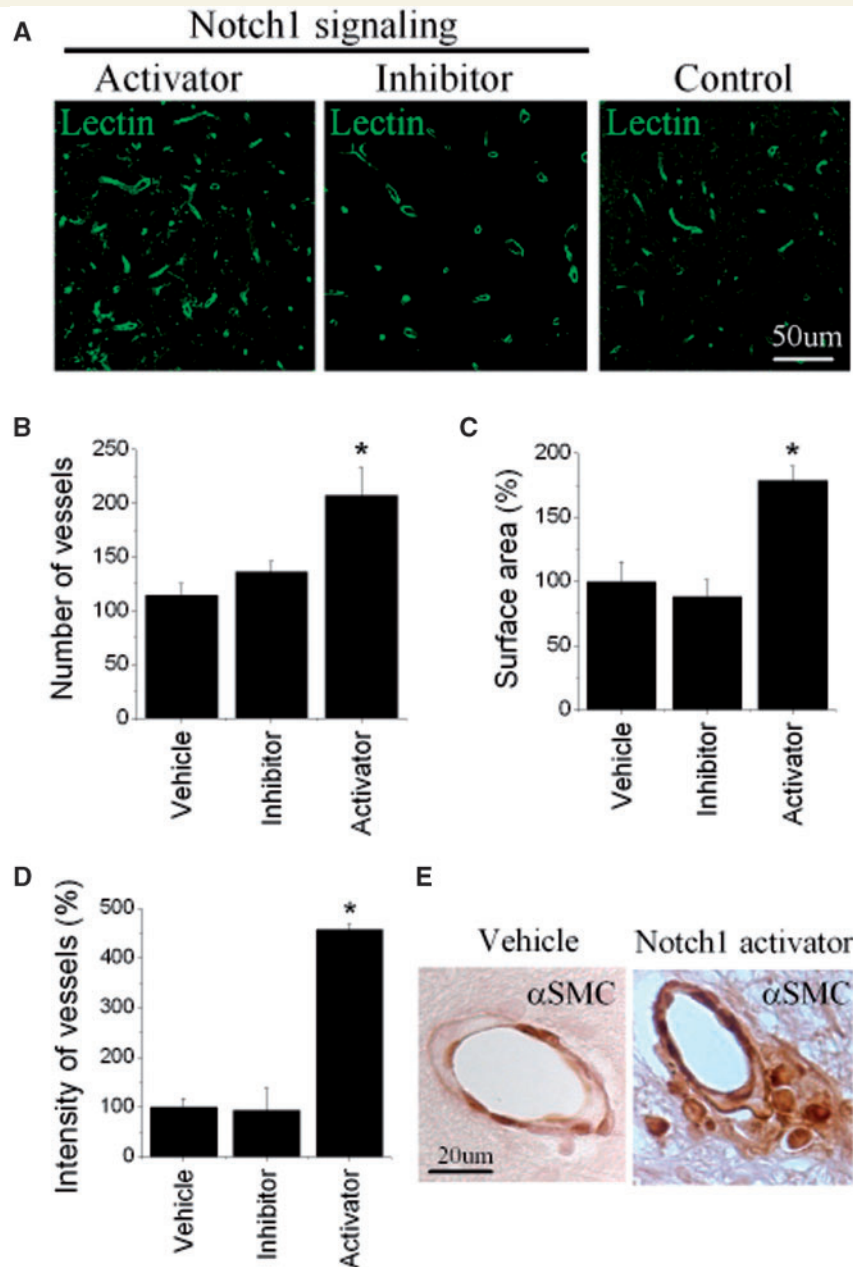 A
Notch1 signaling
Activator Inhibitor Control
Lectin Lectin Lectin
50um
B
Number of vessels
250
200
150
100
50
0
*
Vehicle
Inhibitor
Activator
C
Surface area (%)
200
150
100
50
0
*
Vehicle
Inhibitor
Activator
D
Intensity of vessels (%)
500
400
300
200
100
0
*
Vehicle
Inhibitor
Activator
E
Vehicle Notch1 activator
αSMC αSMC
20um